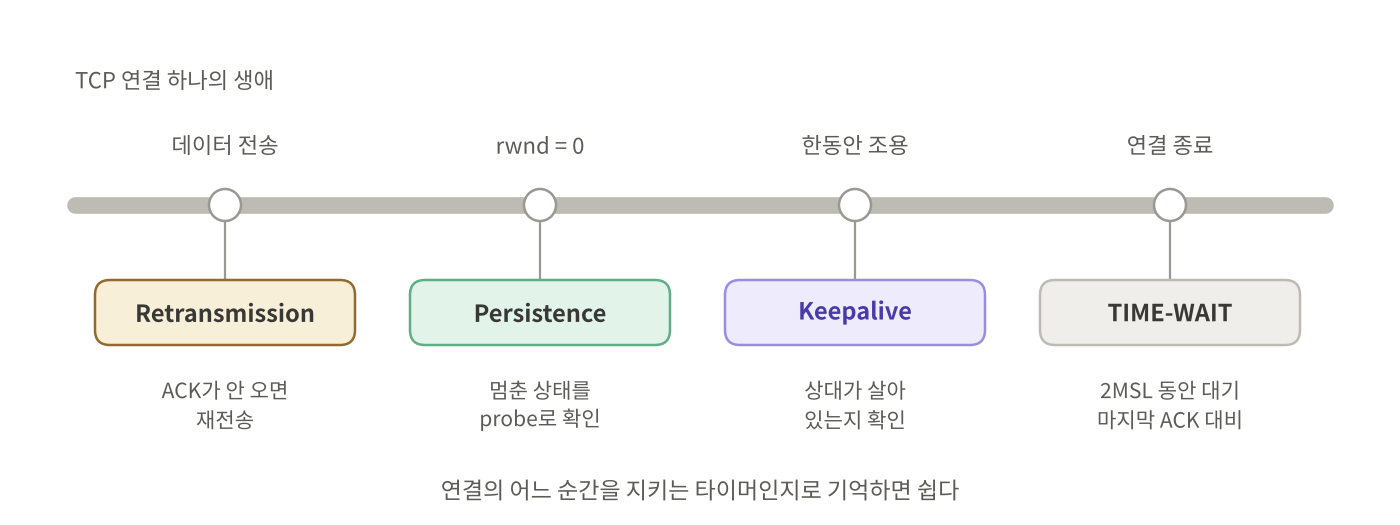 TCP 연결 하나의 생애
데이터 전송
rwnd = 0
한동안 조용
연결 종료
Retransmission
Persistence
Keepalive
TIME-WAIT
ACK가 안 오면
재전송
멈춘 상태를
probe로 확인
상대가 살아
있는지 확인
2MSL 동안 대기
마지막 ACK 대비
연결의 어느 순간을 지키는 타이머인지로 기억하면 쉽다